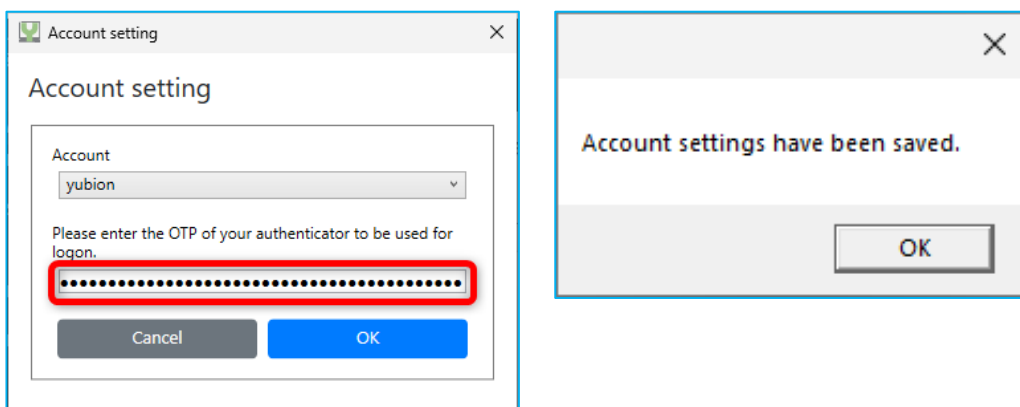 Account setting
Account setting
Account
yubion
Please enter the OTP of your authenticator to be used for
logon.
●●●●●●●●●●●●●●●●●●●●●●●●●●●●●●●●●●●●●●●●●●●●
Cancel
OK
Account settings have been saved.
OK